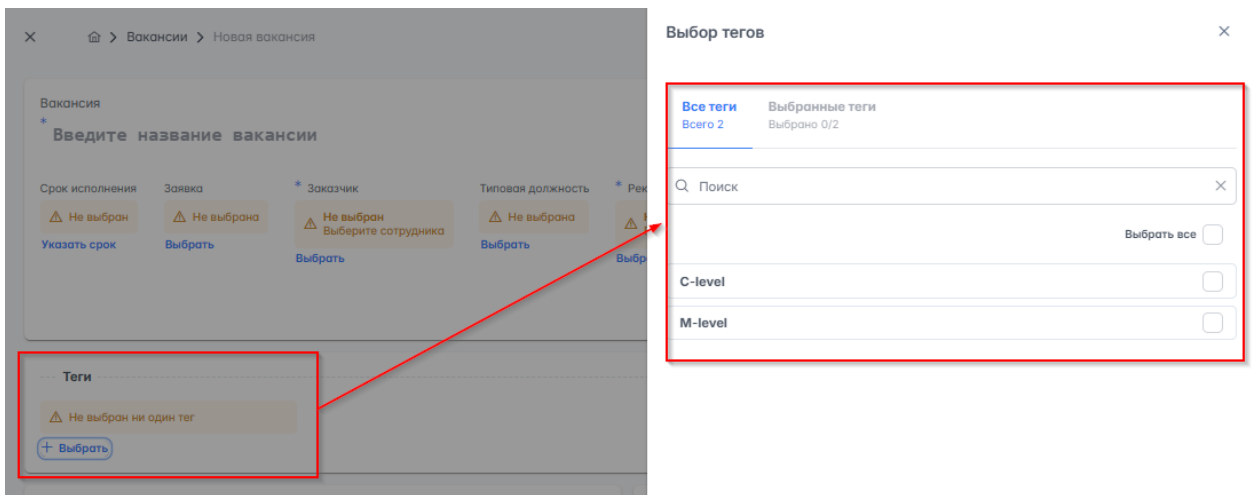 Вакансии > Новая вакансия
Вакансия
* Введите название вакансии
Срок исполнения
Не выбран
Указать срок
Заявка
Не выбрана
Выбрать
* Заказчик
Не выбран
Выберите сотрудника
Выбрать
Типовая должность
Не выбрана
Выбрать
*
Теги
Не выбран ни один тег
+ Выбрать
Выбор тегов
Все теги
Всего 2
Выбранные теги
Выбрано 0/2
Поиск
Выбрать все
C-level
M-level